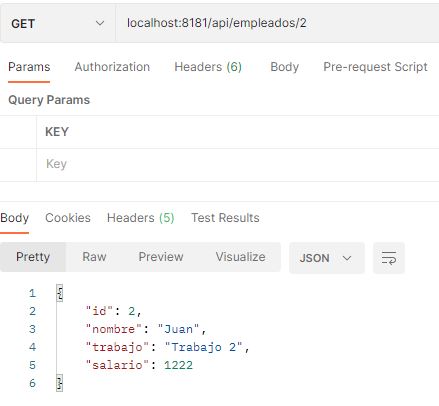 GET localhost:8181/api/empleados/2
Params Authorization Headers (6) Body Pre-request Script
Query Params
KEY
Key
Body Cookies Headers (5) Test Results
Pretty Raw Preview Visualize JSON
1 {
2 "id": 2,
3 "nombre": "Juan",
4 "trabajo": "Trabajo 2",
5 "salario": 1222
6 }